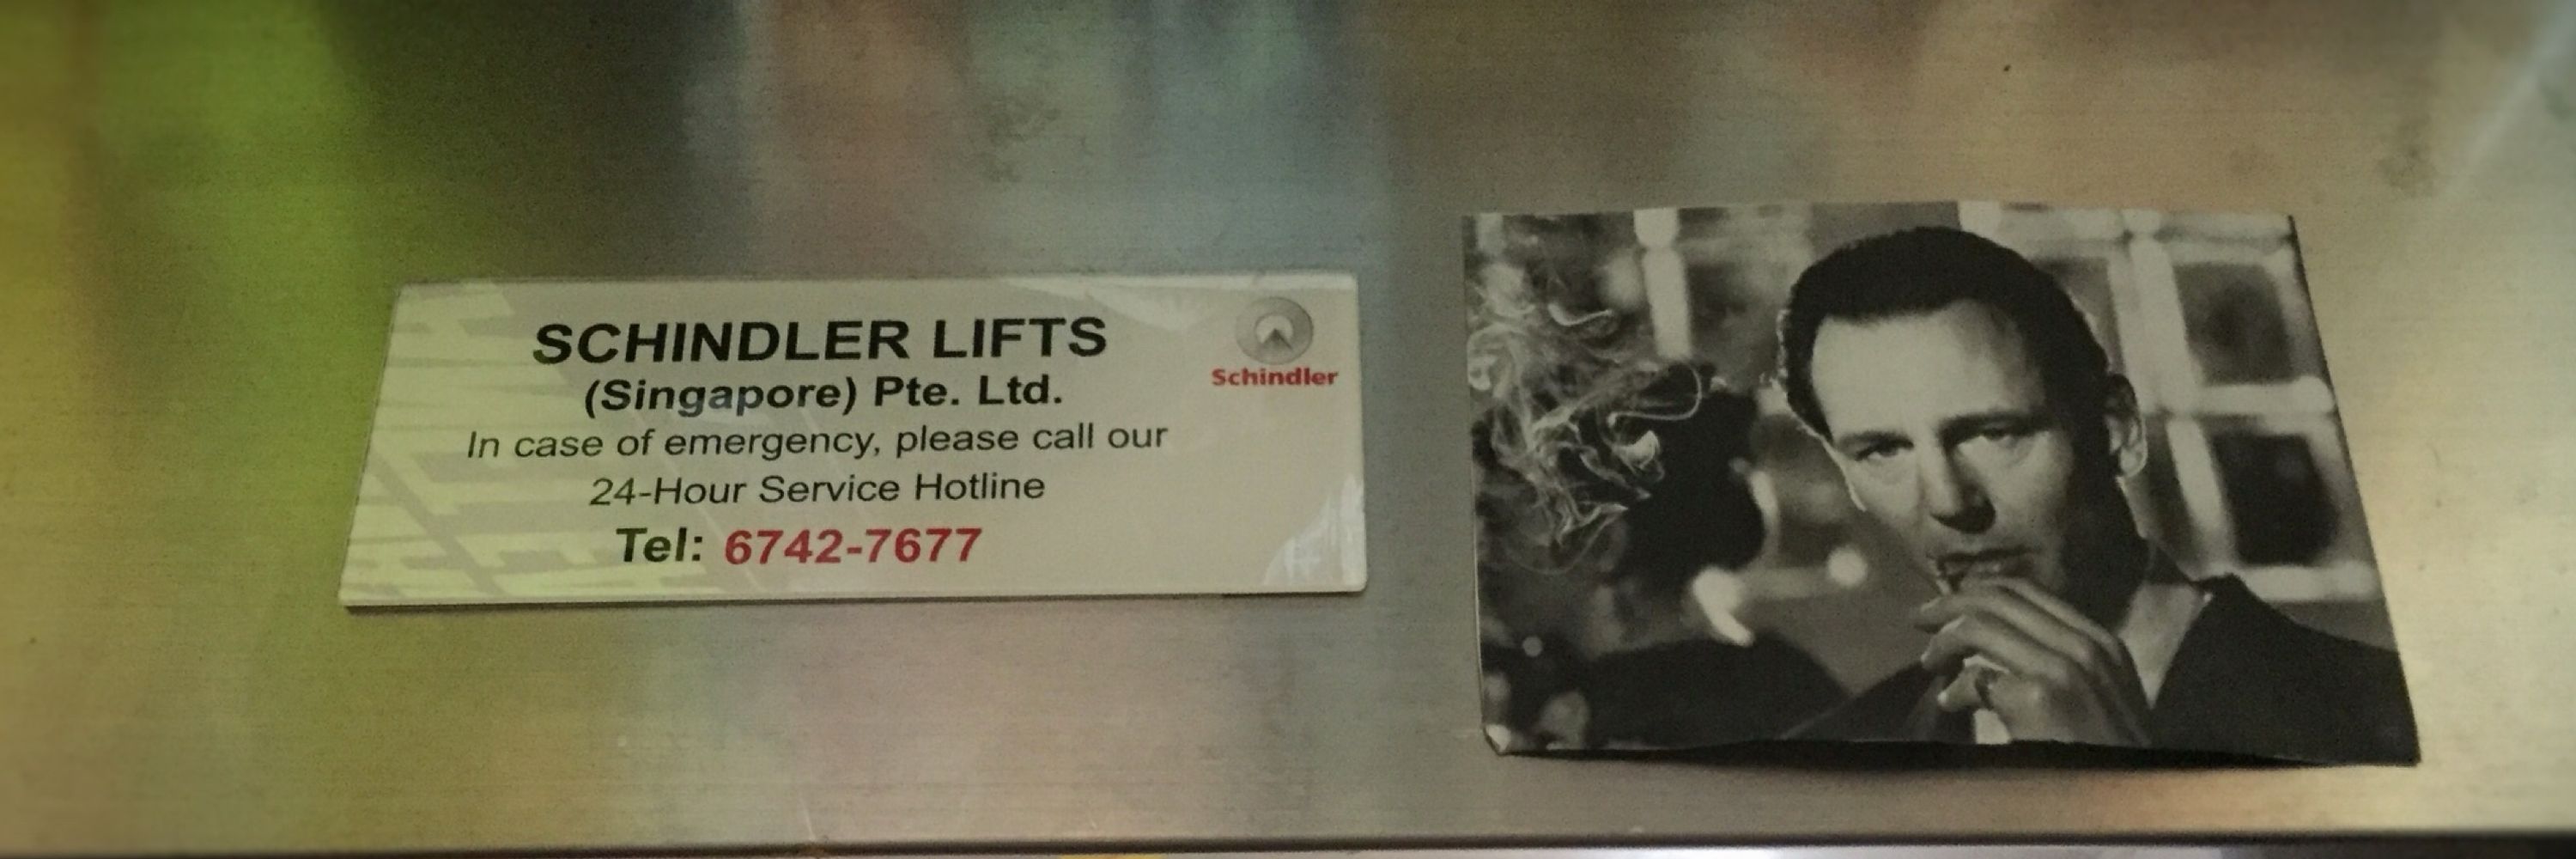 SCHINDLER LIFTS
(Singapore) Pte. Ltd.
In case of emergency, please call our
24-Hour Service Hotline
Tel: 6742-7677
Schindler